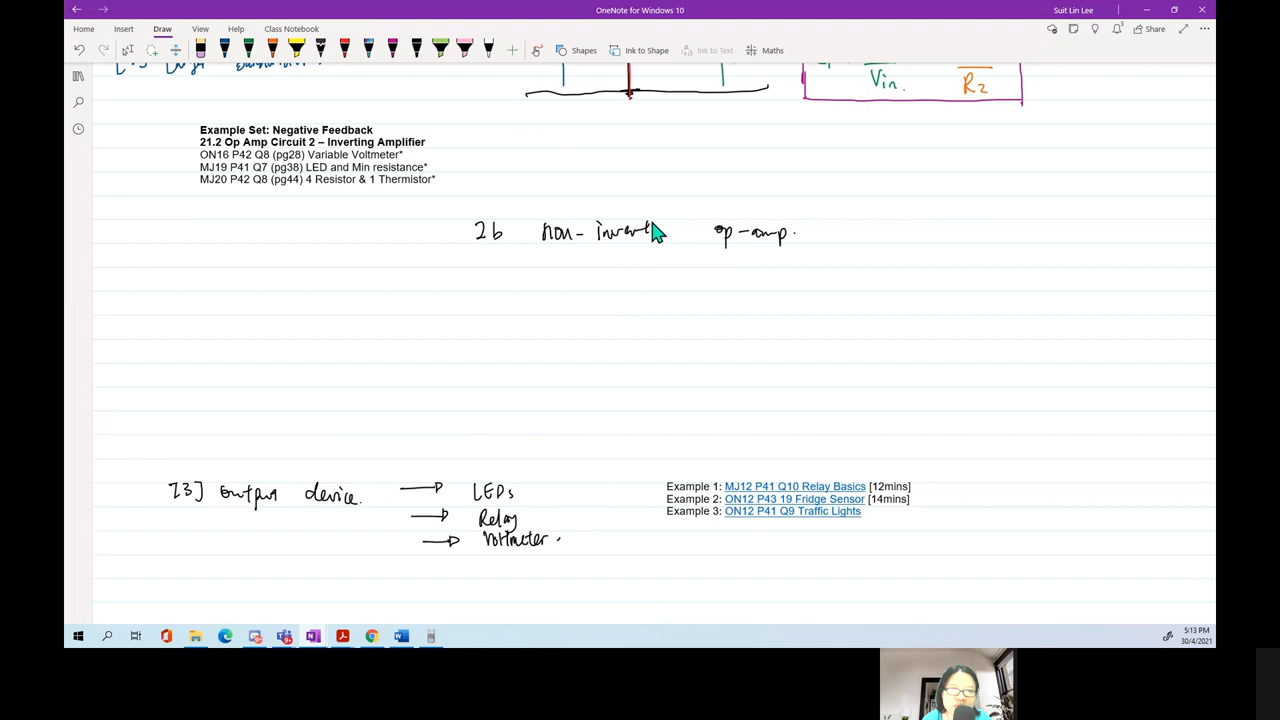 OneNote for Windows 10
Suit Lin Lee
Home Insert Draw View Help Class Notebook
Share
Shapes Ink to Shape Ink to Text Maths
Vin.
R2
Example Set: Negative Feedback
21.2 Op Amp Circuit 2 – Inverting Amplifier
ON16 P42 Q8 (pg28) Variable Voltmeter*
MJ19 P41 Q7 (pg38) LED and Min resistance*
MJ20 P42 Q8 (pg44) 4 Resistor & 1 Thermistor*
2b non-invert op-amp.
[3] output device. → LEDs
→ Relay
→ Voltmeter.
Example 1: MJ12 P41 Q10 Relay Basics [12mins]
Example 2: ON12 P43 19 Fridge Sensor [14mins]
Example 3: ON12 P41 Q9 Traffic Lights
5:13 PM
30/4/2021